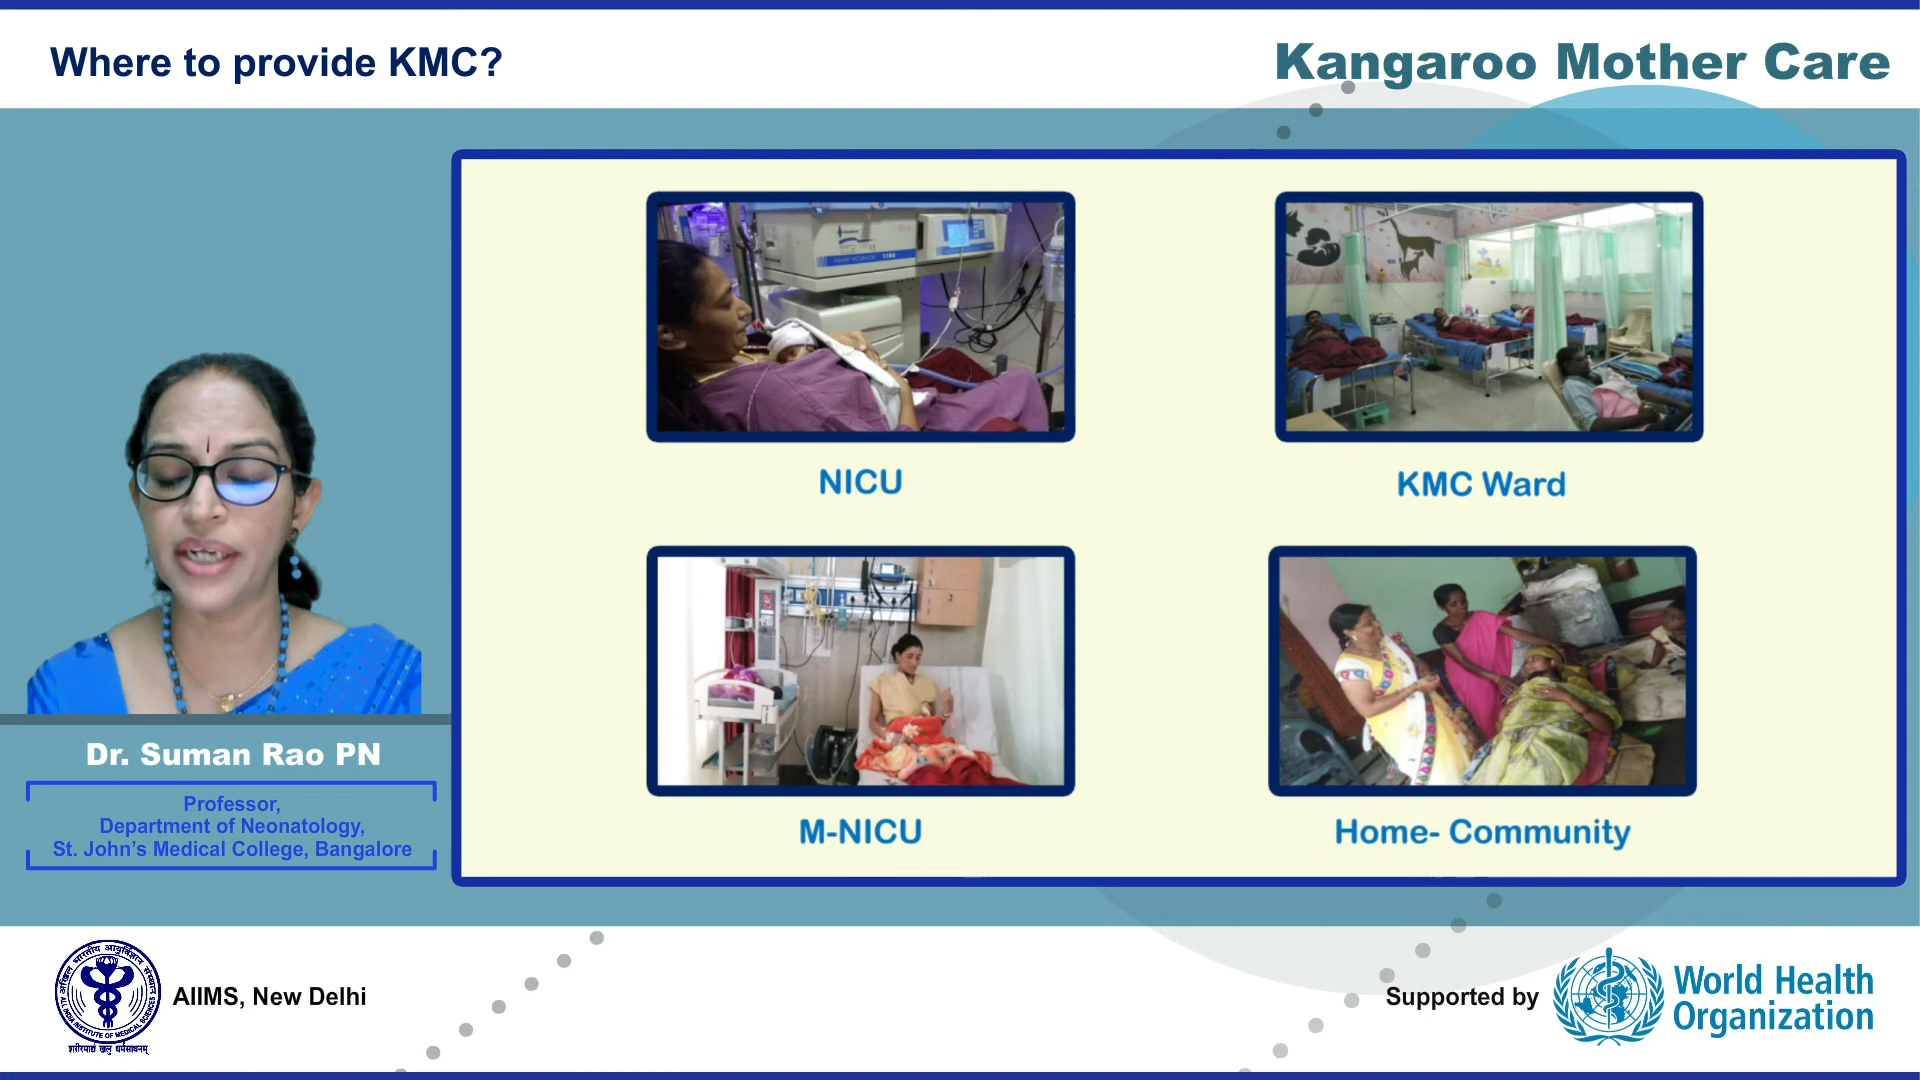 Where to provide KMC?
Kangaroo Mother Care
NICU
KMC Ward
M-NICU
Home- Community
Dr. Suman Rao PN
Professor,
Department of Neonatology,
St. John’s Medical College, Bangalore
AIIMS, New Delhi
Supported by
World Health
Organization